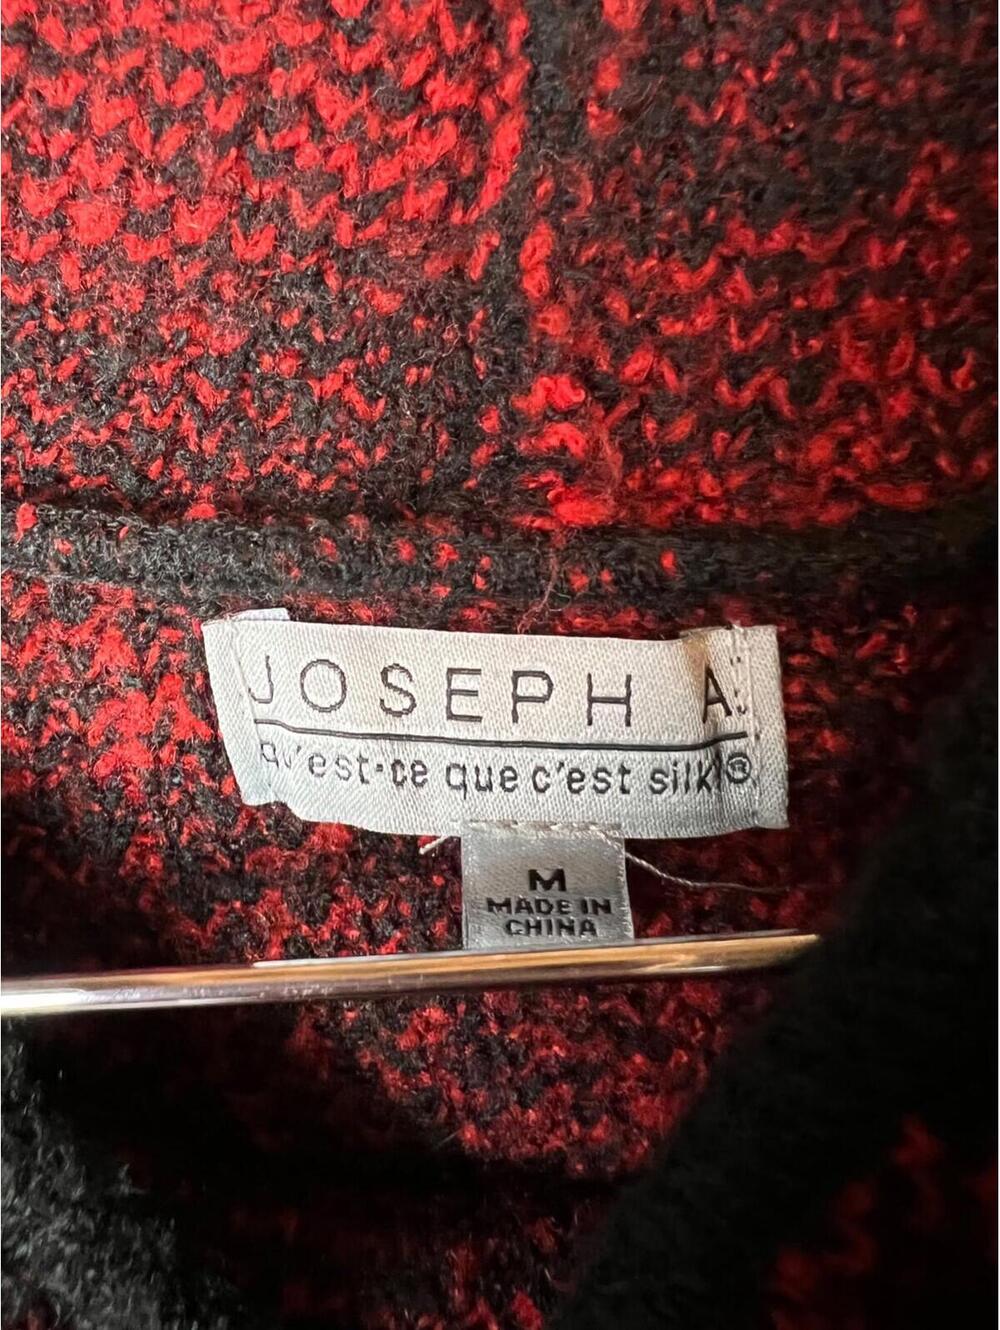 JOSEPH A.
qu'est-ce que c'est silk®
M
MADE IN
CHINA